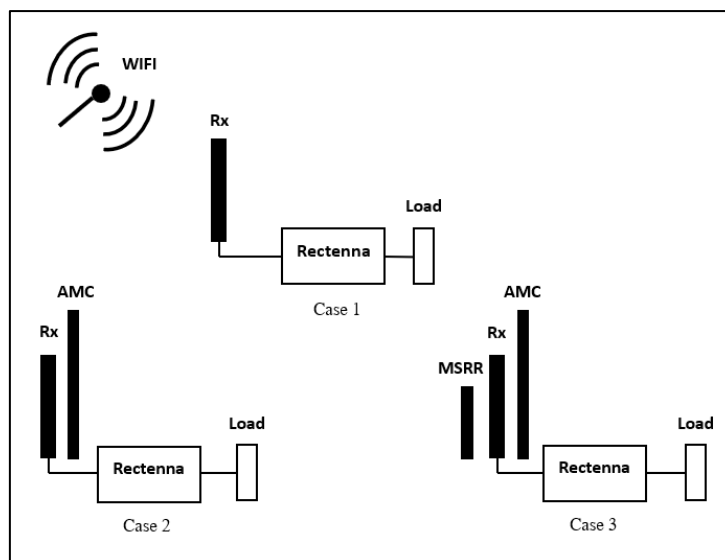 WIFI
Rx
Rectenna
Load
Case 1
Rx
AMC
Rectenna
Load
Case 2
MSRR
Rx
AMC
Rectenna
Load
Case 3